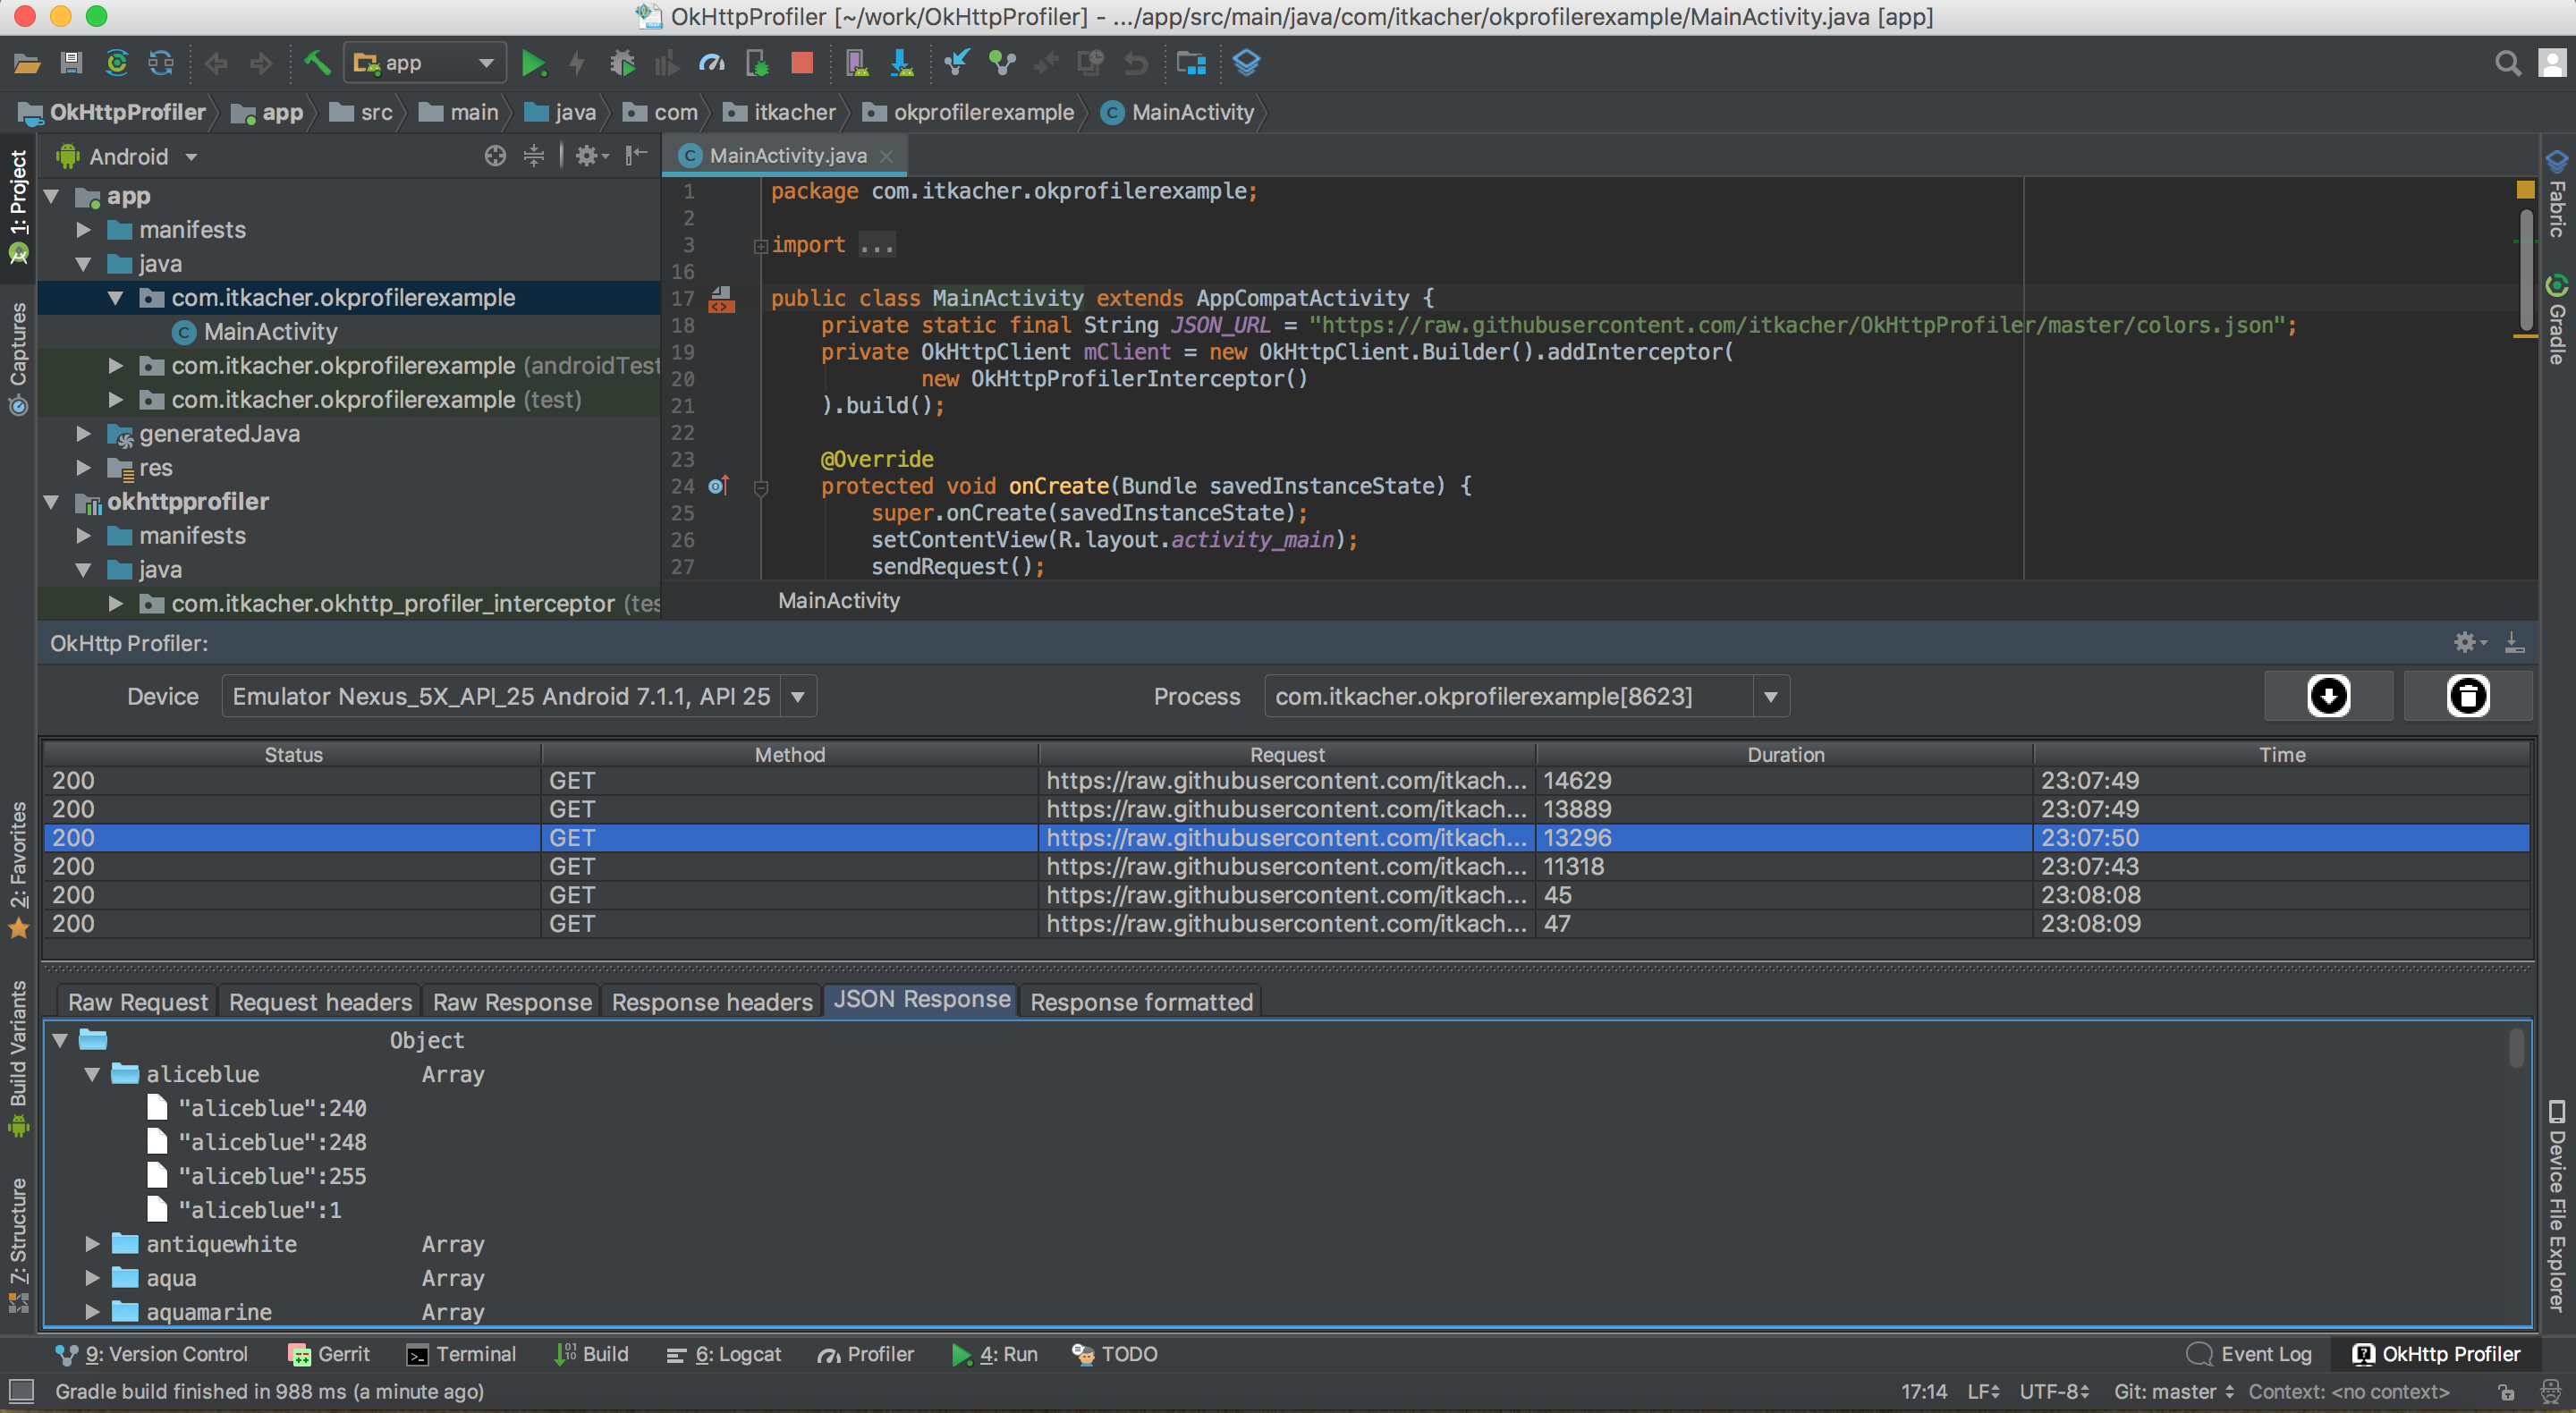 OkHttpProfiler [~/work/OkHttpProfiler] - .../app/src/main/java/com/itkacher/okprofilerexample/MainActivity.java [app]
app
OkHttpProfiler app src main java com itkacher okprofilerexample MainActivity
1: Project
Captures
2: Favorites
Build Variants
7: Structure
Android
app
manifests
java
com.itkacher.okprofilerexample
MainActivity
com.itkacher.okprofilerexample (androidTest
com.itkacher.okprofilerexample (test)
generatedJava
res
okhttpprofiler
manifests
java
com.itkacher.okhttp_profiler_interceptor (tes
MainActivity.java
1 package com.itkacher.okprofilerexample;
2
3 import ...
16
17 public class MainActivity extends AppCompatActivity {
18 private static final String JSON_URL = "https://raw.githubusercontent.com/itkacher/OkHttpProfiler/master/colors.json";
19 private OkHttpClient mClient = new OkHttpClient.Builder().addInterceptor(
20 new OkHttpProfilerInterceptor()
21 ).build();
22
23 @Override
24 protected void onCreate(Bundle savedInstanceState) {
25 super.onCreate(savedInstanceState);
26 setContentView(R.layout.activity_main);
27 sendRequest();
MainActivity
Fabric
Gradle
Device File Explorer
OkHttp Profiler:
Device Emulator Nexus_5X_API_25 Android 7.1.1, API 25 Process com.itkacher.okprofilerexample[8623]
Status Method Request Duration Time
200 GET https://raw.githubusercontent.com/itkach... 14629 23:07:49
200 GET https://raw.githubusercontent.com/itkach... 13889 23:07:49
200 GET https://raw.githubusercontent.com/itkach... 13296 23:07:50
200 GET https://raw.githubusercontent.com/itkach... 11318 23:07:43
200 GET https://raw.githubusercontent.com/itkach... 45 23:08:08
200 GET https://raw.githubusercontent.com/itkach... 47 23:08:09
Raw Request Request headers Raw Response Response headers JSON Response Response formatted
Object
aliceblue Array
"aliceblue":240
"aliceblue":248
"aliceblue":255
"aliceblue":1
antiquewhite Array
aqua Array
aquamarine Array
9: Version Control Gerrit Terminal Build 6: Logcat Profiler 4: Run TODO Event Log OkHttp Profiler
Gradle build finished in 988 ms (a minute ago) 17:14 LF UTF-8 Git: master Context: <no context>